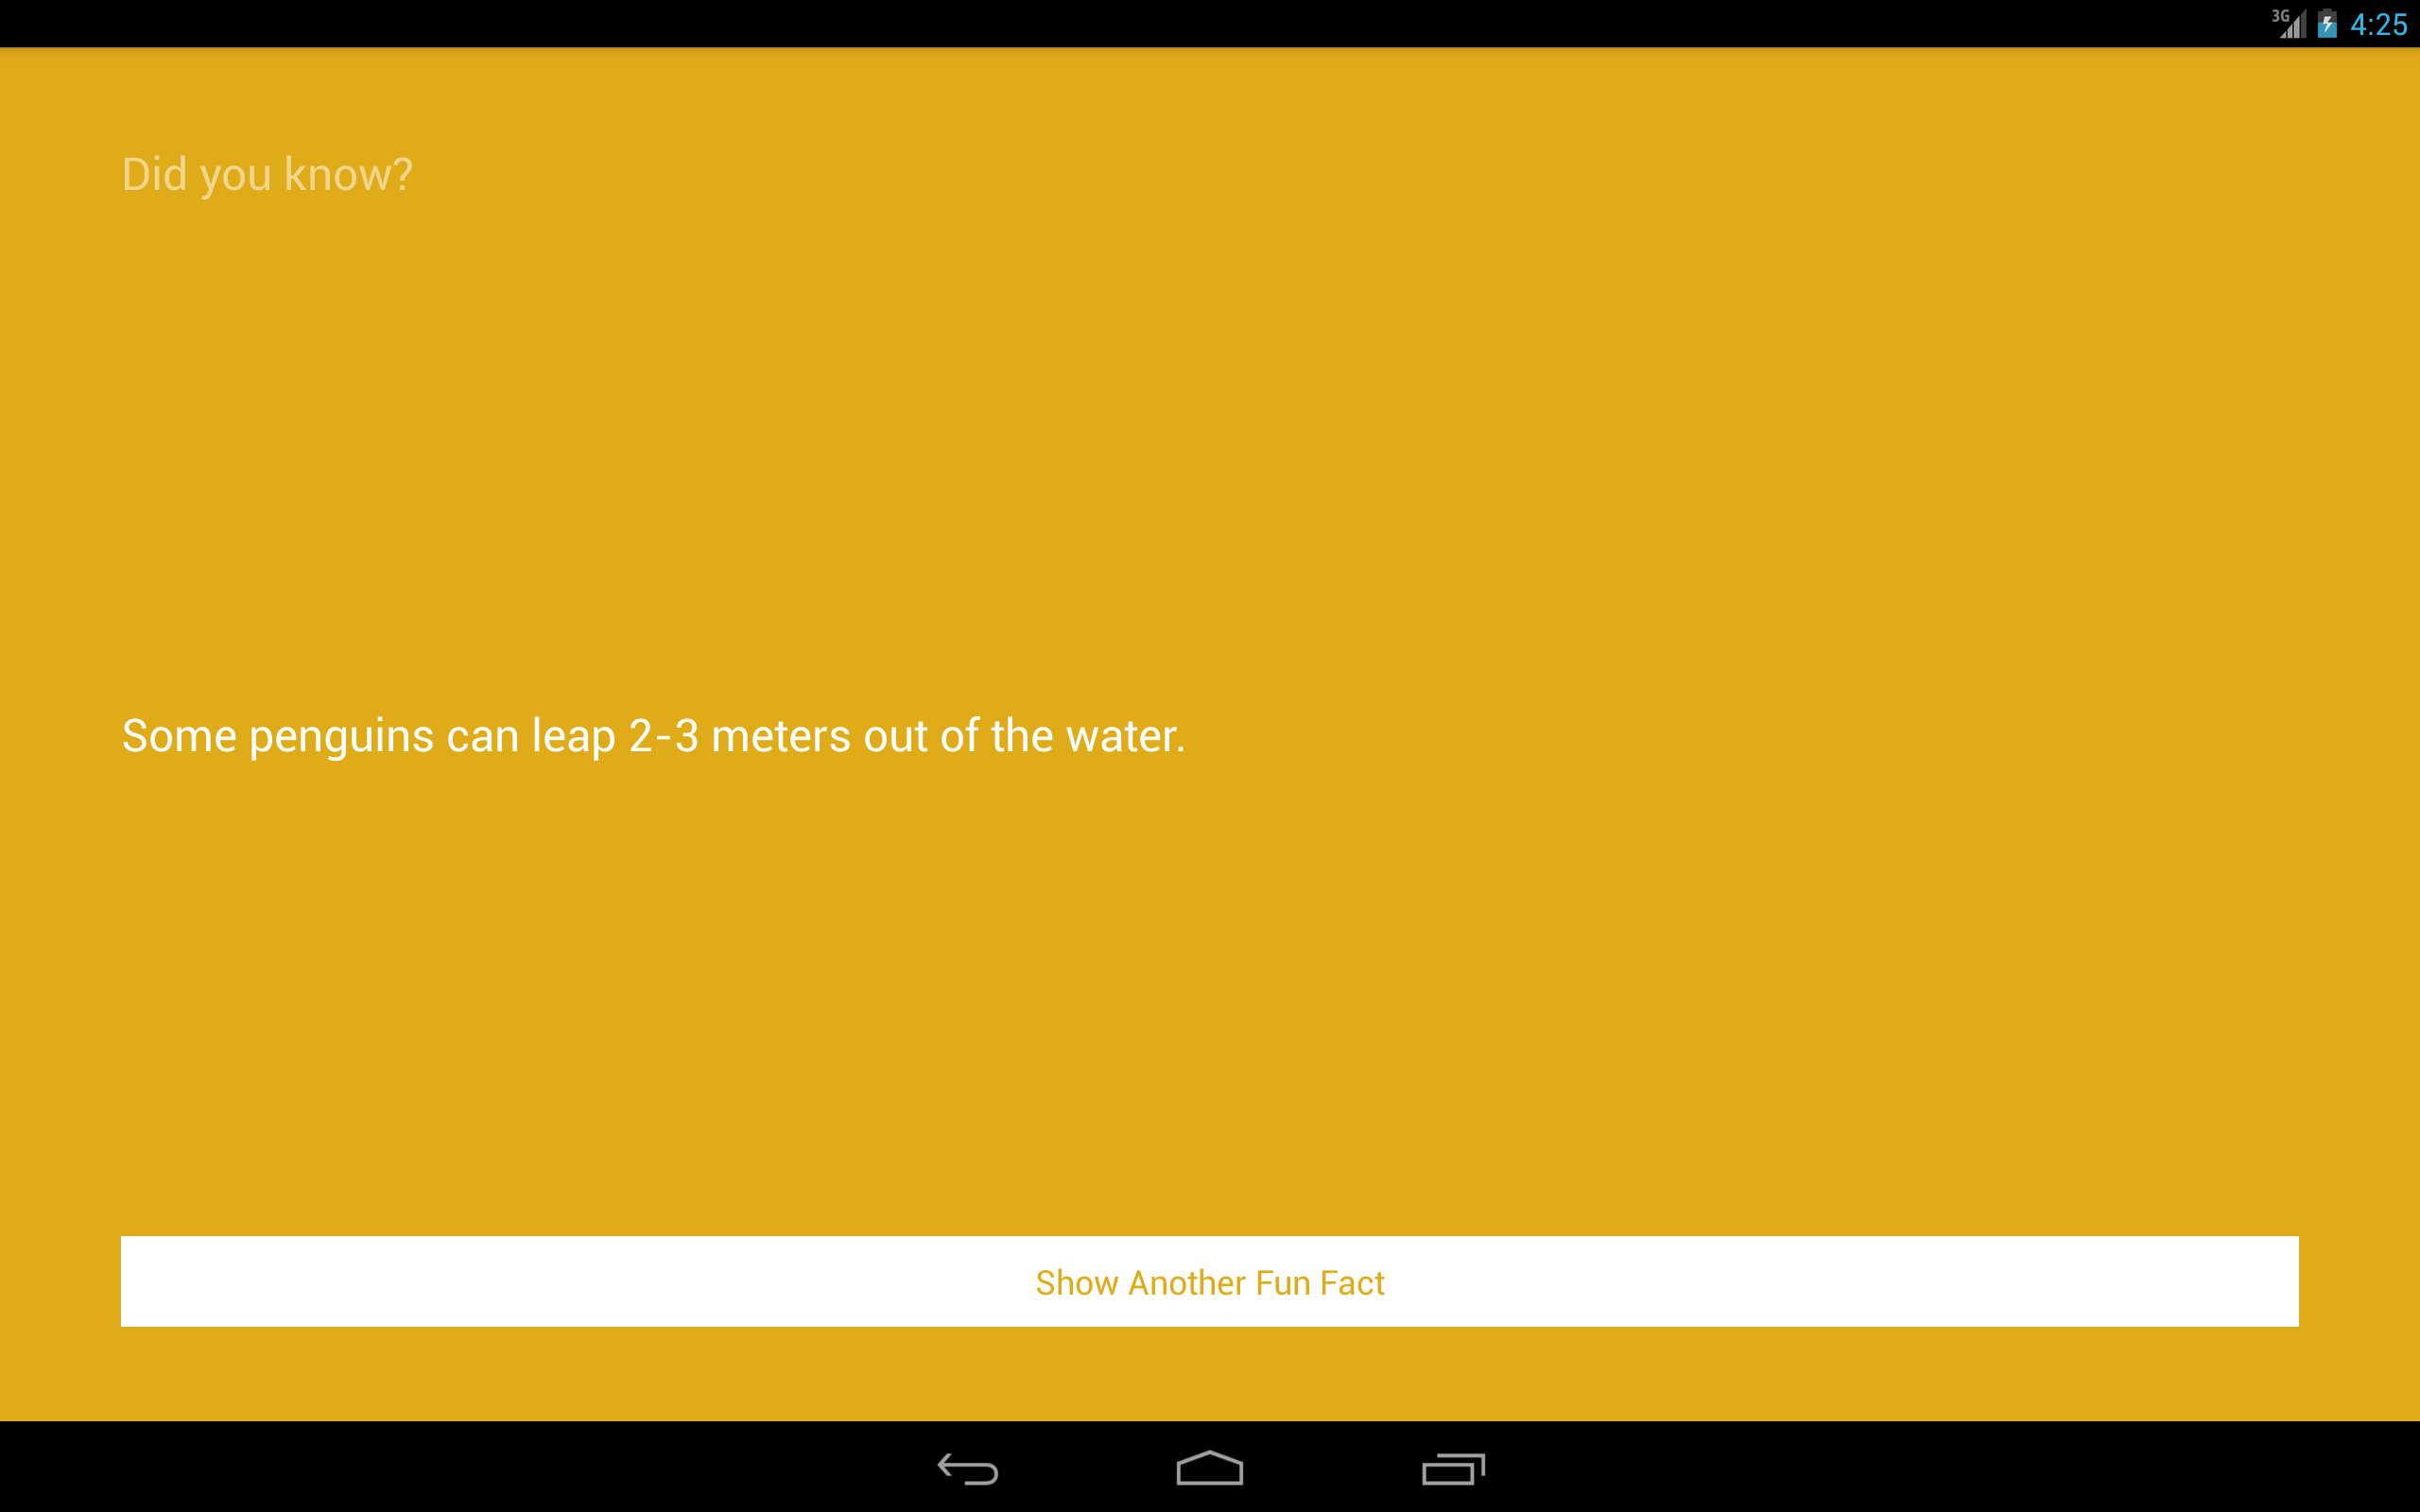 3G 4:25
Did you know?
Some penguins can leap 2-3 meters out of the water.
Show Another Fun Fact